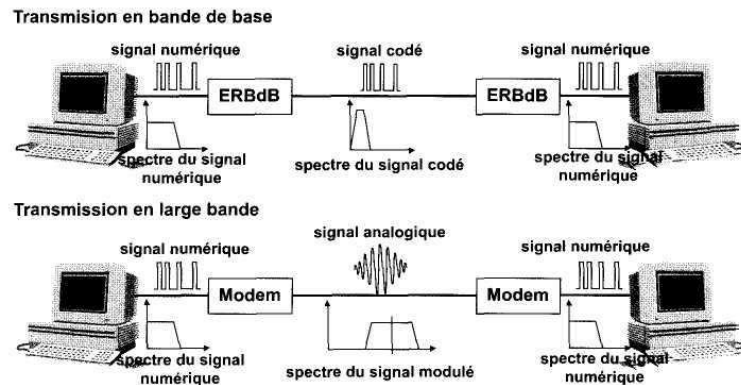 Transmision en bande de base
signal numérique
signal codé
signal numérique
ERBdB
ERBdB
spectre du signal
numérique
spectre du signal codé
spectre du signal
numérique
Transmission en large bande
signal numérique
signal analogique
signal numérique
Modem
Modem
spectre du signal
numérique
spectre du signal modulé
spectre du signal
numérique